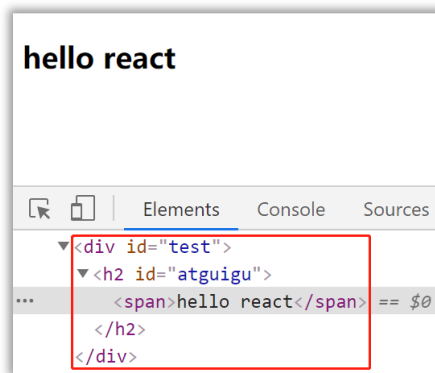 hello react
Elements Console Sources
▼<div id="test">
▼<h2 id="atguigu">
••• <span>hello react</span> == $0
</h2>
</div>